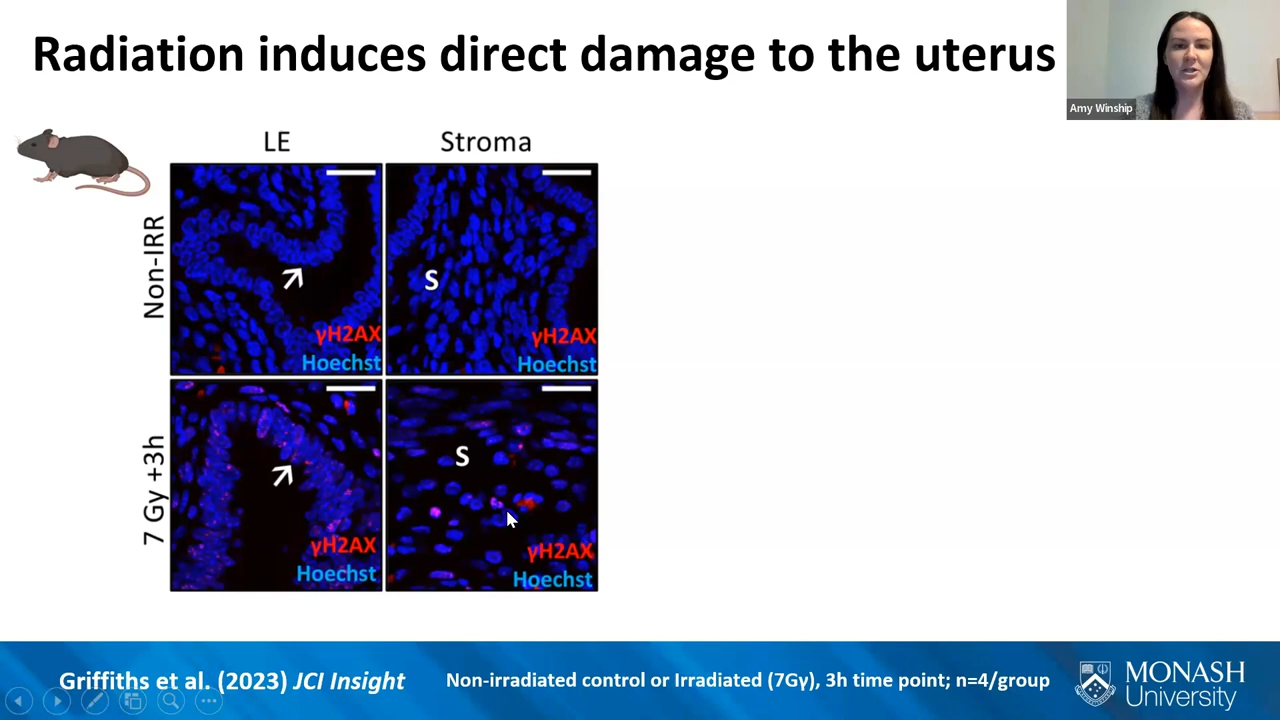 Radiation induces direct damage to the uterus
Amy Winship
LE
Stroma
Non-IRR
S
γH2AX
Hoechst
γH2AX
Hoechst
7 Gy +3h
S
γH2AX
Hoechst
γH2AX
Hoechst
Griffiths et al. (2023) JCI Insight
Non-irradiated control or Irradiated (7Gy), 3h time point; n=4/group
MONASH
University